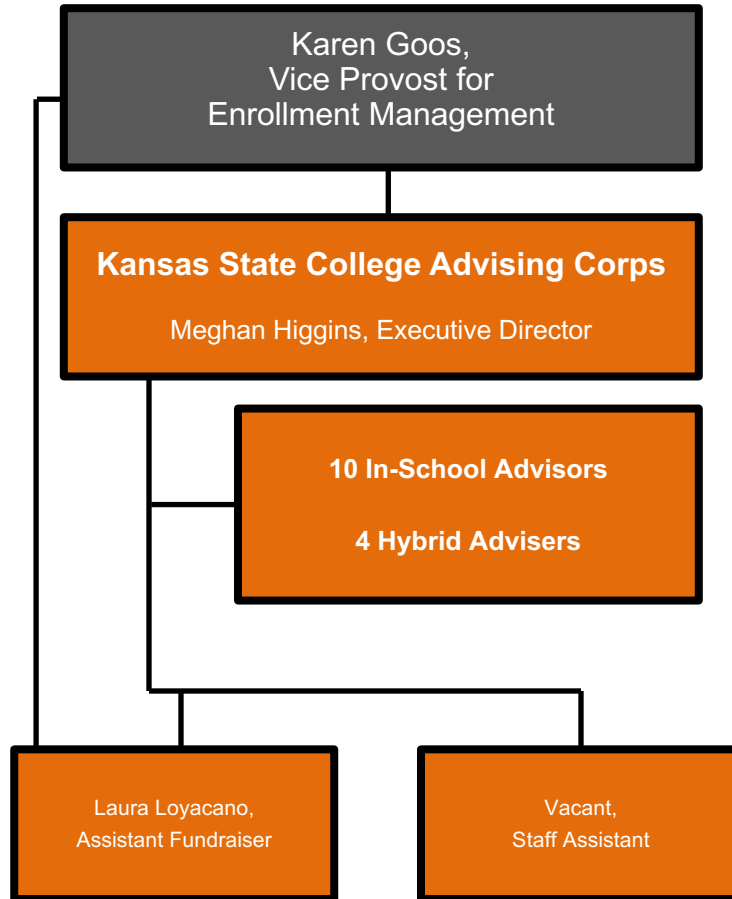 Karen Goos,
Vice Provost for
Enrollment Management
Kansas State College Advising Corps
Meghan Higgins, Executive Director
10 In-School Advisors
4 Hybrid Advisers
Laura Loyacano,
Assistant Fundraiser
Vacant,
Staff Assistant